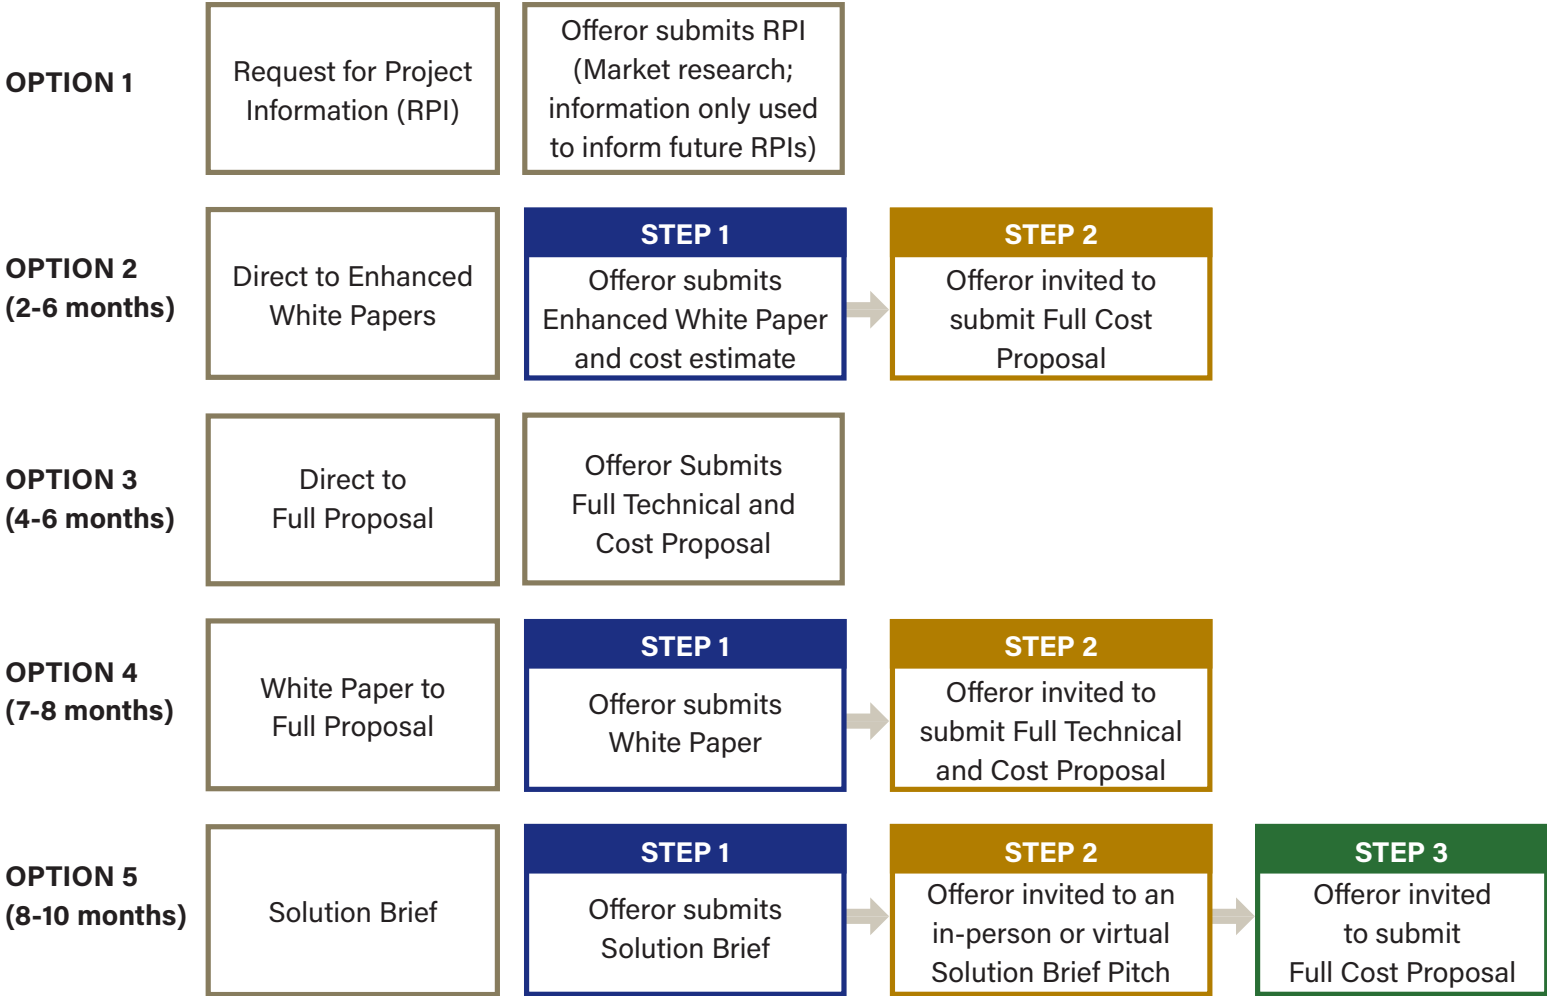 OPTION 1
Request for Project
Information (RPI)
Offeror submits RPI
(Market research;
information only used
to inform future RPIs)
OPTION 2
(2-6 months)
Direct to Enhanced
White Papers
STEP 1
Offeror submits
Enhanced White Paper
and cost estimate
STEP 2
Offeror invited to
submit Full Cost
Proposal
OPTION 3
(4-6 months)
Direct to
Full Proposal
Offeror Submits
Full Technical and
Cost Proposal
OPTION 4
(7-8 months)
White Paper to
Full Proposal
STEP 1
Offeror submits
White Paper
STEP 2
Offeror invited to
submit Full Technical
and Cost Proposal
OPTION 5
(8-10 months)
Solution Brief
STEP 1
Offeror submits
Solution Brief
STEP 2
Offeror invited to an
in-person or virtual
Solution Brief Pitch
STEP 3
Offeror invited
to submit
Full Cost Proposal